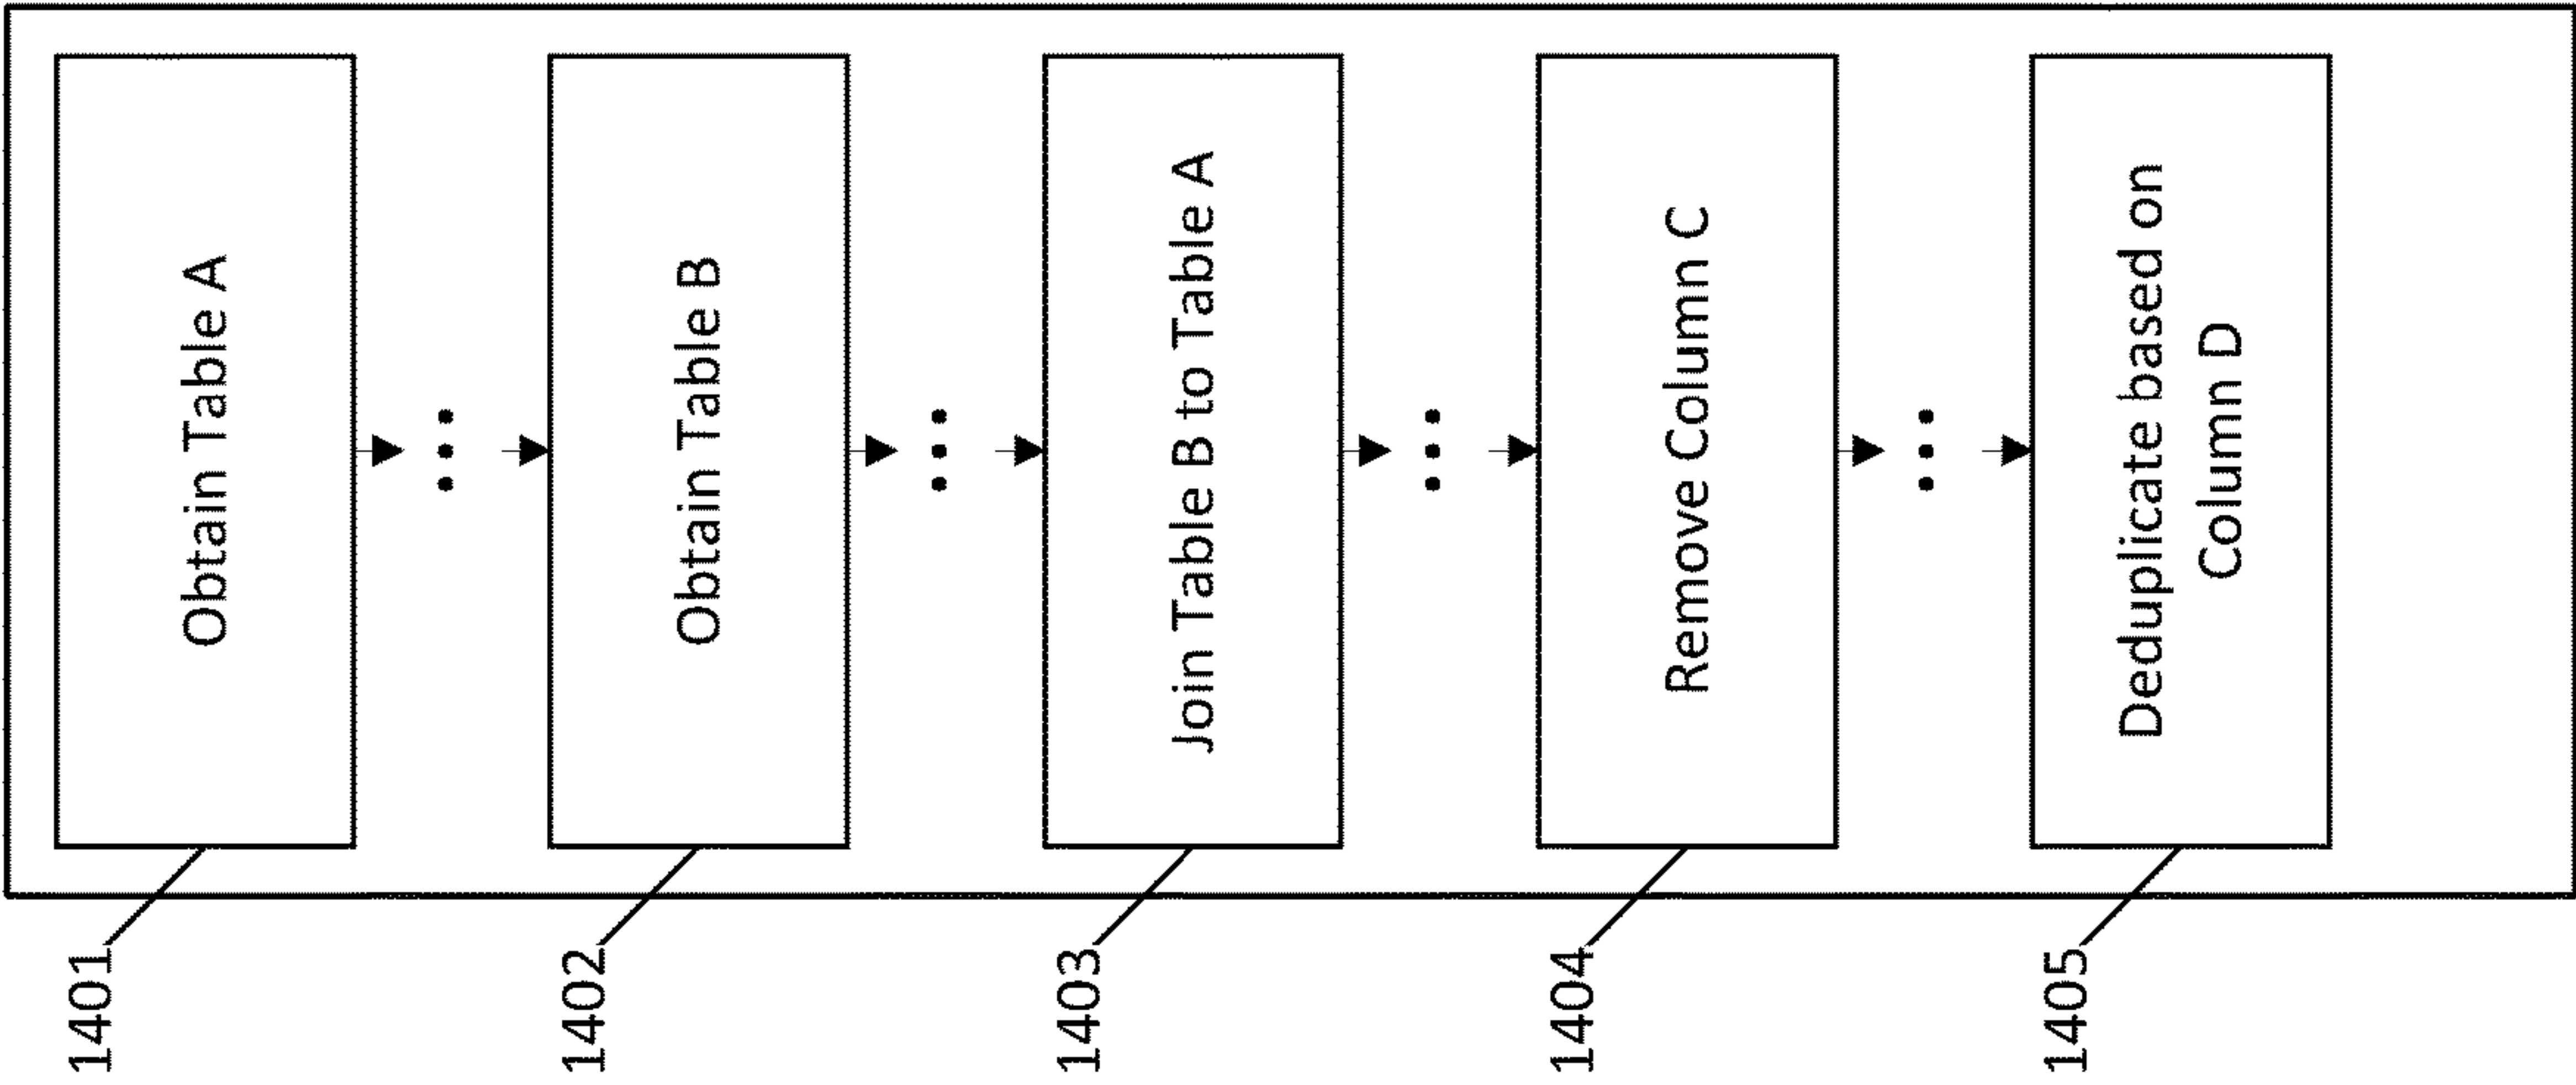 1401
Obtain Table A
1402
Obtain Table B
1403
Join Table B to Table A
1404
Remove Column C
1405
Deduplicate based on
Column D